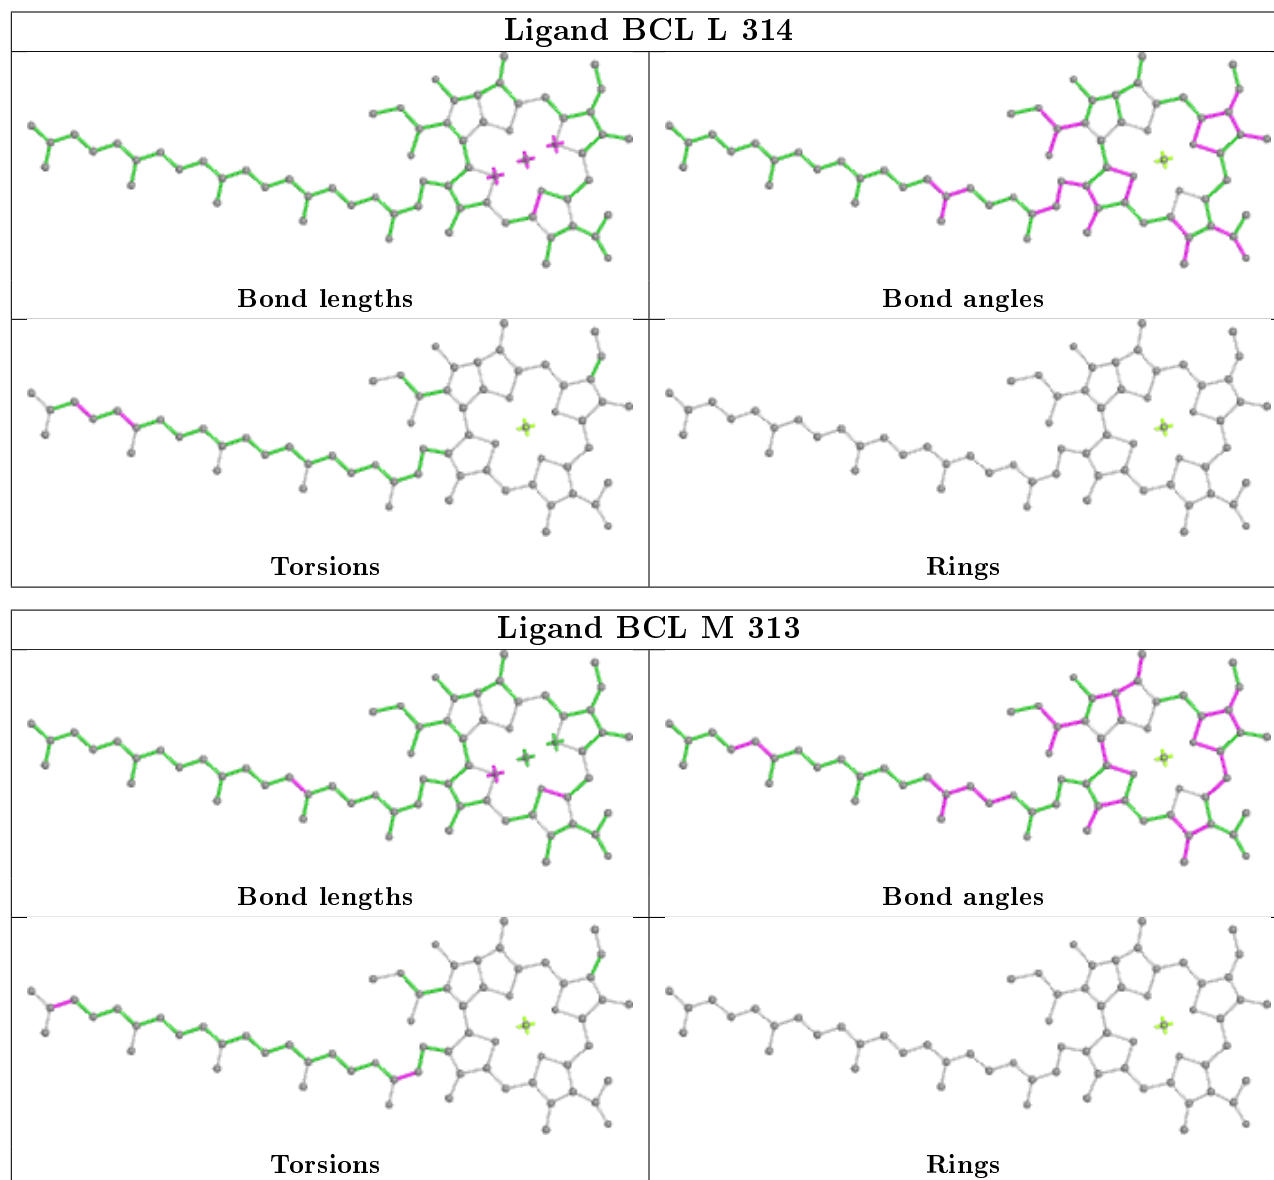 Ligand BCL L 314
Bond lengths
Bond angles
Torsions
Rings
Ligand BCL M 313
Bond lengths
Bond angles
Torsions
Rings